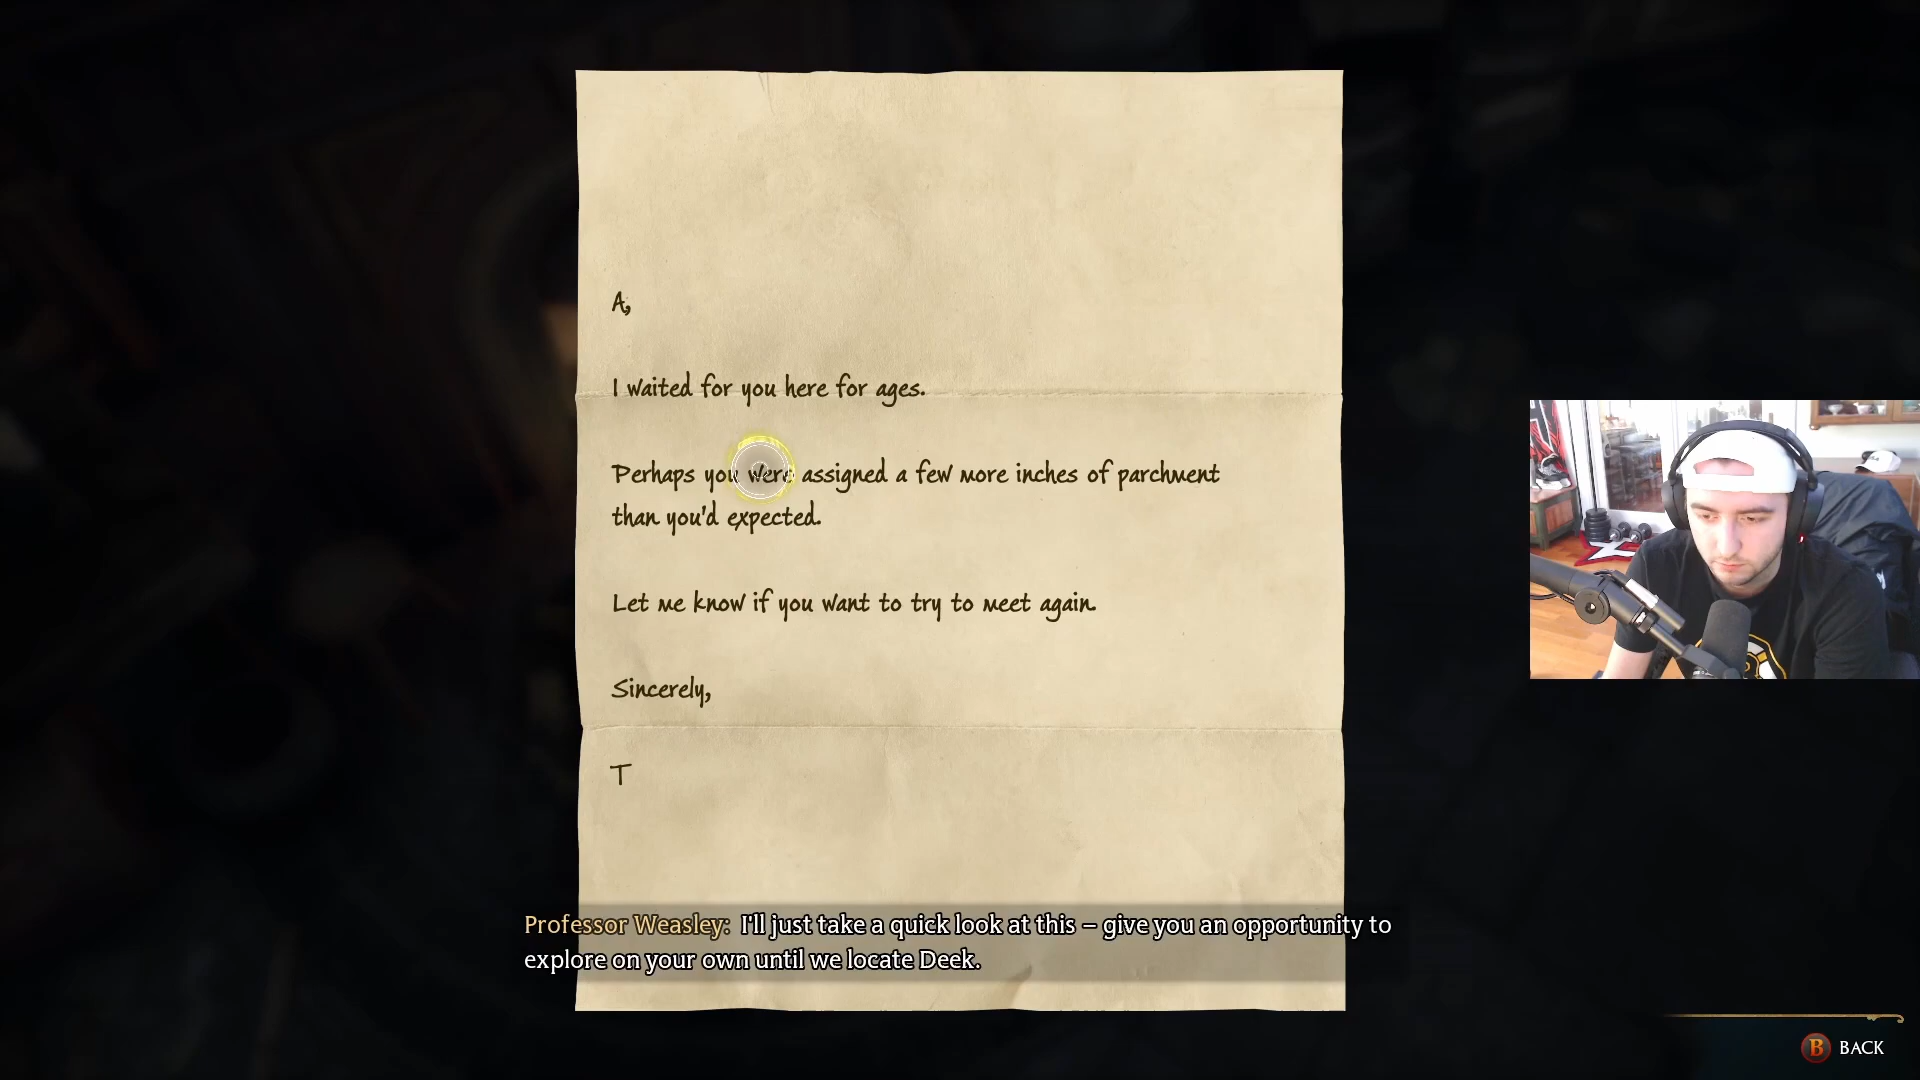 A,
I waited for you here for ages.
Perhaps you were assigned a few more inches of parchment
than you'd expected.
Let me know if you want to try to meet again.
Sincerely,
T
Professor Weasley: I'll just take a quick look at this – give you an opportunity to
explore on your own until we locate Deek.
B BACK